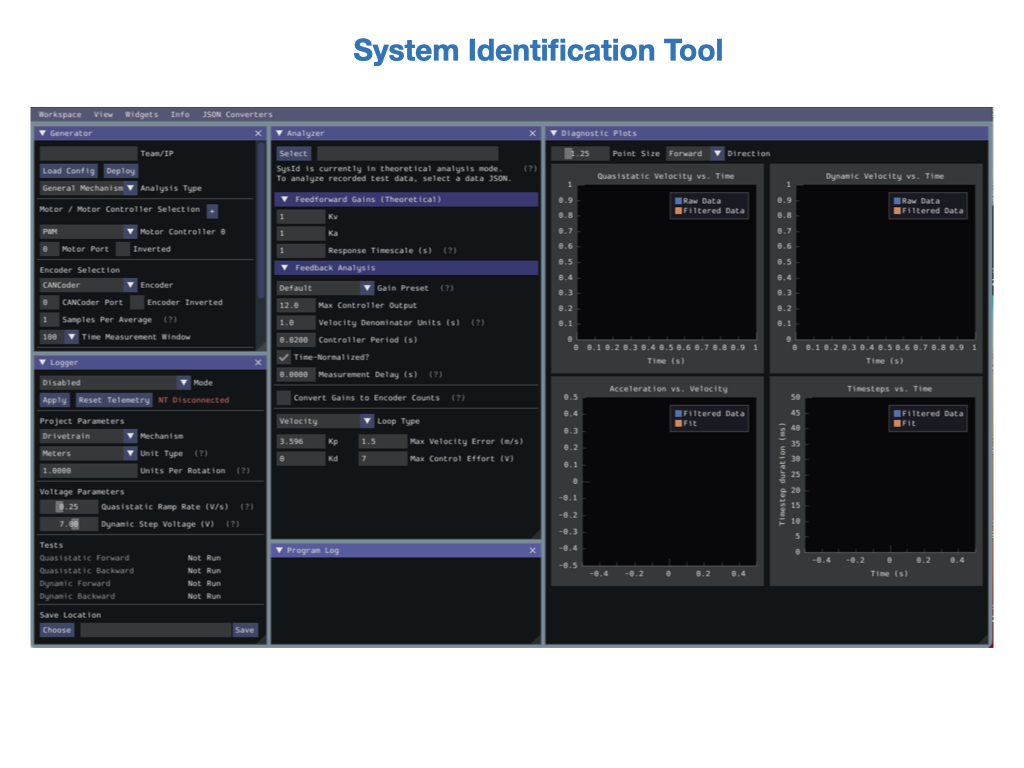 System Identification Tool
Workspace View Widgets Info JSON Converters
Generator
Team/IP
Load Config Deploy
General Mechanism Analysis Type
Motor / Motor Controller Selection +
PWM Motor Controller 0
0 Motor Port Inverted
Encoder Selection
CANCoder Encoder
0 CANCoder Port Encoder Inverted
1 Samples Per Average (?)
100 Time Measurement Window
Logger
Disabled Mode
Apply Reset Telemetry NT Disconnected
Project Parameters
Drivetrain Mechanism
Meters Unit Type (?)
1.0000 Units Per Rotation (?)
Voltage Parameters
0.25 Quasistatic Ramp Rate (V/s) (?)
7.00 Dynamic Step Voltage (V) (?)
Tests
Quasistatic Forward Not Run
Quasistatic Backward Not Run
Dynamic Forward Not Run
Dynamic Backward Not Run
Save Location
Choose Save
Analyzer
Select
SysId is currently in theoretical analysis mode. (?)
To analyze recorded test data, select a data JSON.
Feedforward Gains (Theoretical)
1 Kv
1 Ka
1 Response Timescale (s) (?)
Feedback Analysis
Default Gain Preset (?)
12.0 Max Controller Output
1.0 Velocity Denominator Units (s) (?)
0.0200 Controller Period (s)
Time-Normalized?
0.0000 Measurement Delay (s) (?)
Convert Gains to Encoder Counts (?)
Velocity Loop Type
3.596 Kp 1.5 Max Velocity Error (m/s)
0 Kd 7 Max Control Effort (V)
Program Log
Diagnostic Plots
1.25 Point Size Forward Direction
Quasistatic Velocity vs. Time
Raw Data
Filtered Data
1
0.9
0.8
0.7
0.6
0.5
0.4
0.3
0.2
0.1
0
0 0.1 0.2 0.3 0.4 0.5 0.6 0.7 0.8 0.9 1
Time (s)
Dynamic Velocity vs. Time
Raw Data
Filtered Data
1
0.9
0.8
0.7
0.6
0.5
0.4
0.3
0.2
0.1
0
0 0.1 0.2 0.3 0.4 0.5 0.6 0.7 0.8 0.9 1
Time (s)
Acceleration vs. Velocity
Filtered Data
Fit
0.5
0.4
0.3
0.2
0.1
0
-0.1
-0.2
-0.3
-0.4
-0.5
-0.4 -0.2 0 0.2 0.4
Timesteps vs. Time
Filtered Data
Fit
Timestep duration (ms)
50
45
40
35
30
25
20
15
10
5
0
-0.4 -0.2 0 0.2 0.4
Time (s)